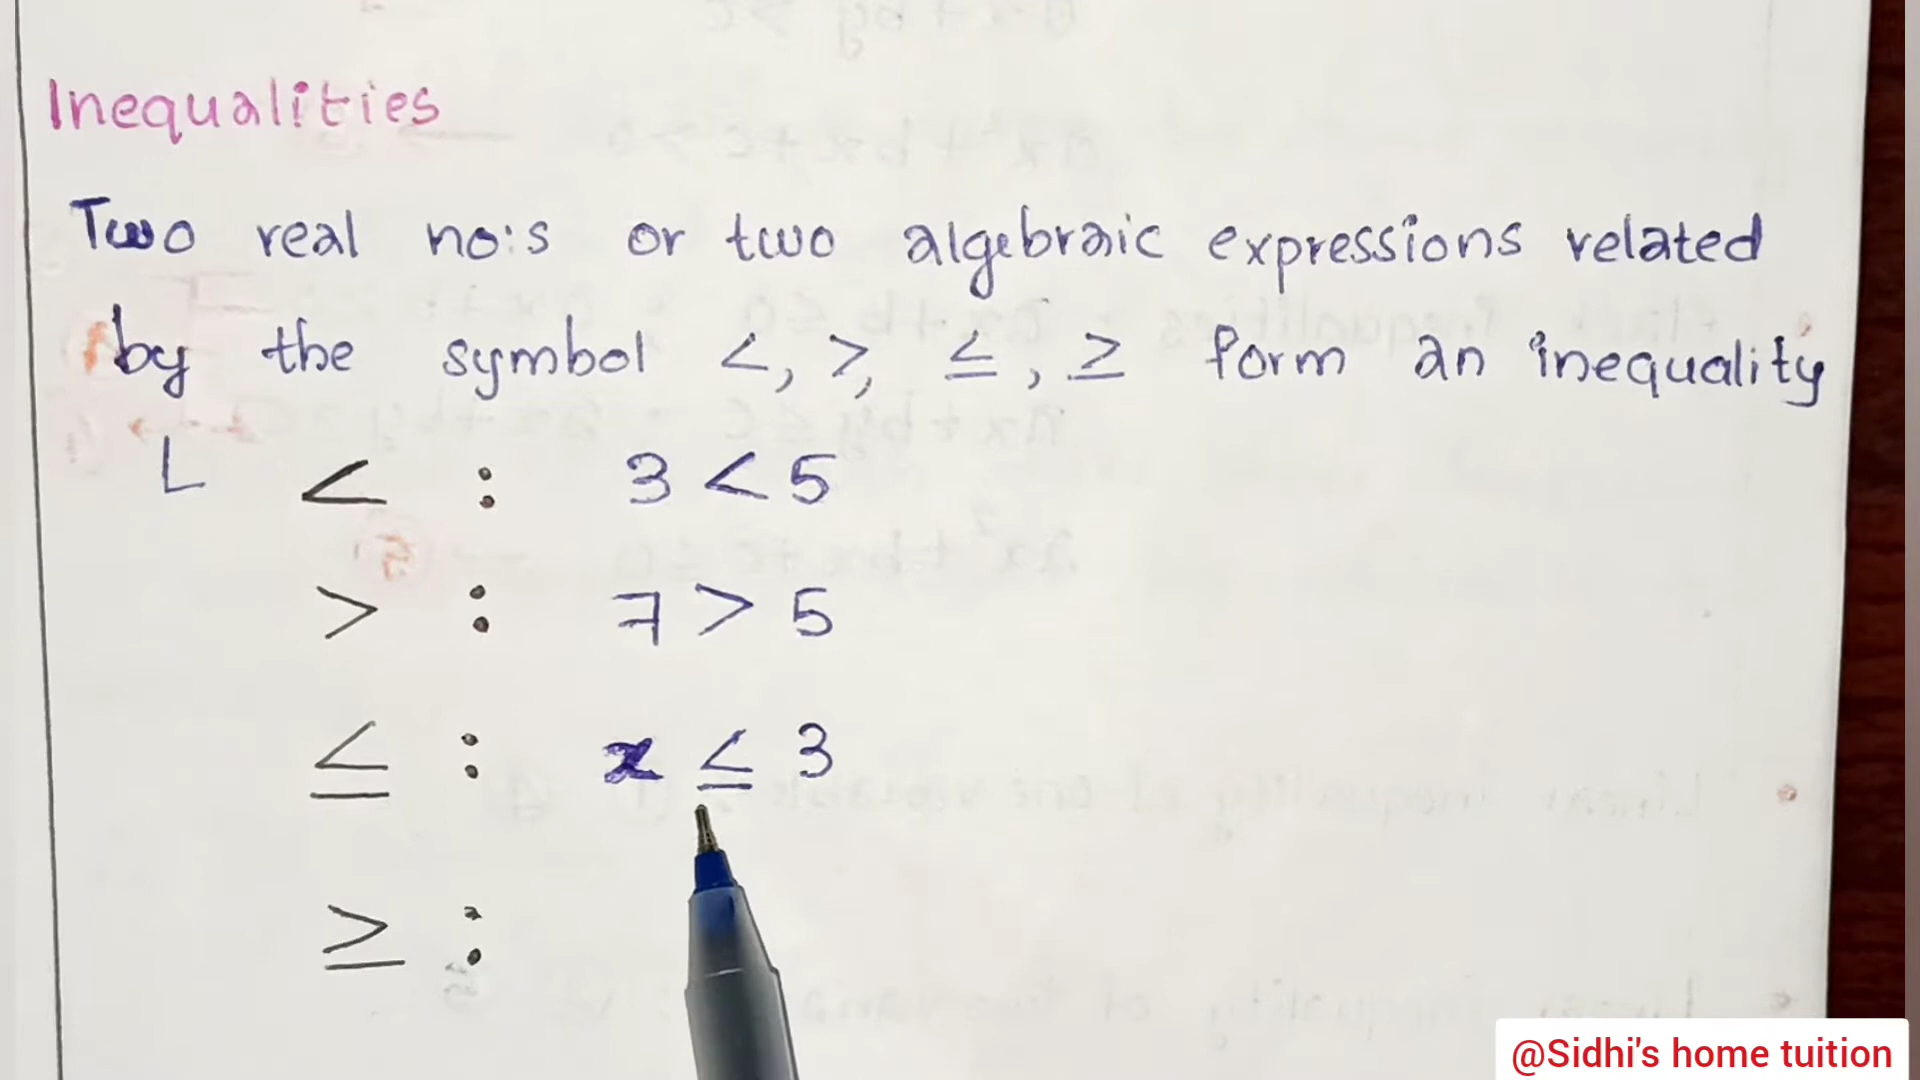 Inequalities
Two real no:s or two algebraic expressions related
by the symbol <, >, ≤, ≥ form an inequality
L < : 3 < 5
> : 7 > 5
≤ : x ≤ 3
≥ :
@Sidhi's home tuition